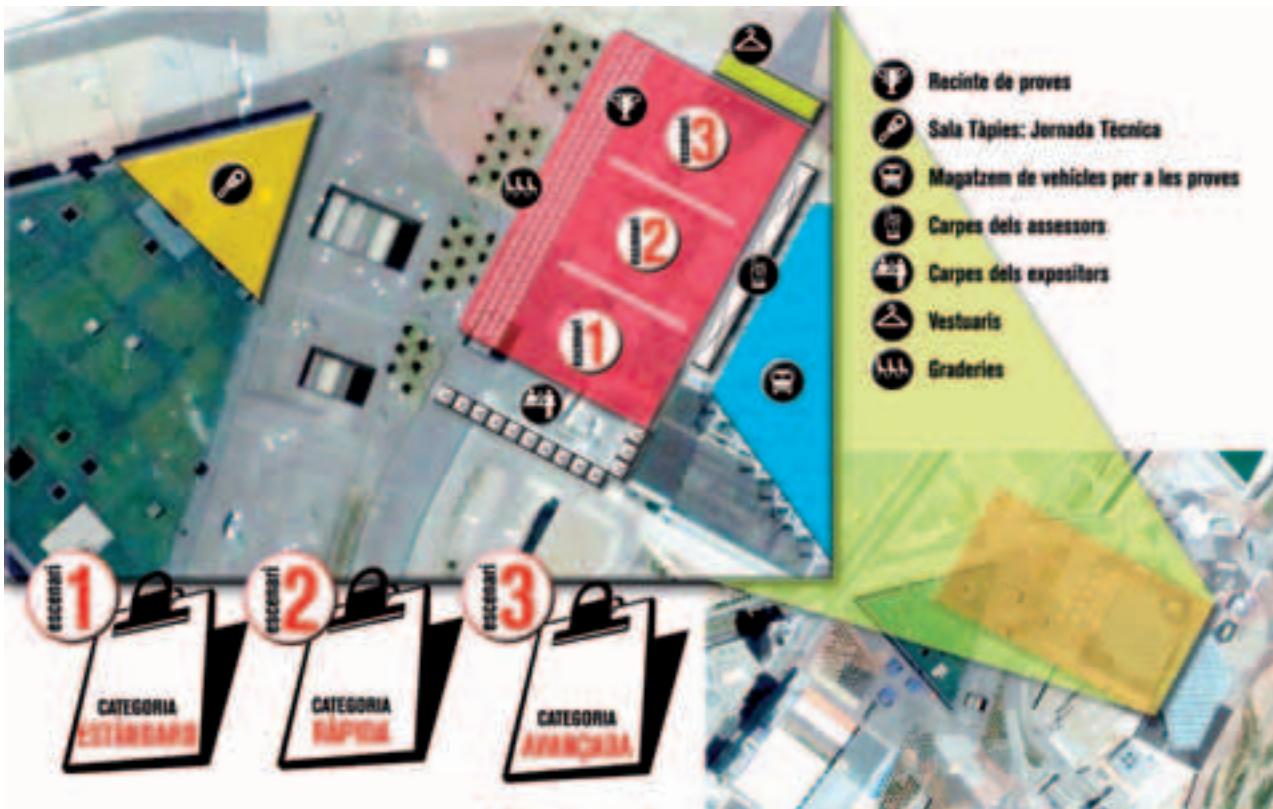 escenari 3
escenari 2
escenari 1
Recinte de proves
Sala Tàpies: Jornada Tècnica
Magatzem de vehicles per a les proves
Carpes dels assessors
Carpes dels expositors
Vestuaris
Graderies
escenari 1
CATEGORIA
ESTÀNDARD
escenari 2
CATEGORIA
RÀPIDA
escenari 3
CATEGORIA
AVANÇADA